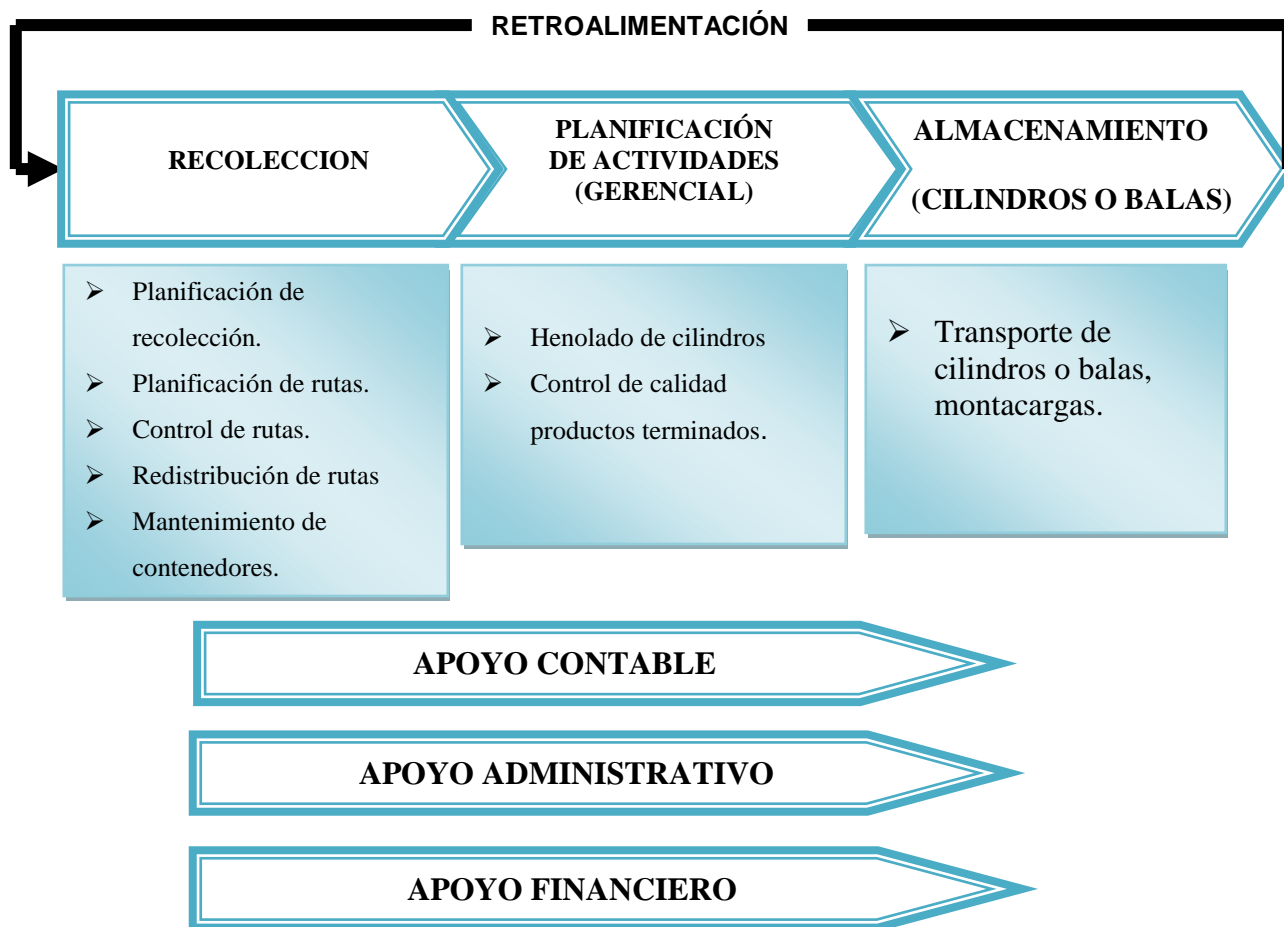 RETROALIMENTACIÓN
RECOLECCION
PLANIFICACIÓN
DE ACTIVIDADES
(GERENCIAL)
ALMACENAMIENTO
(CILINDROS O BALAS)
➢ Planificación de
recolección.
➢ Planificación de rutas.
➢ Control de rutas.
➢ Redistribución de rutas
➢ Mantenimiento de
contenedores.
➢ Henolado de cilindros
➢ Control de calidad
productos terminados.
➢ Transporte de
cilindros o balas,
montacargas.
APOYO CONTABLE
APOYO ADMINISTRATIVO
APOYO FINANCIERO